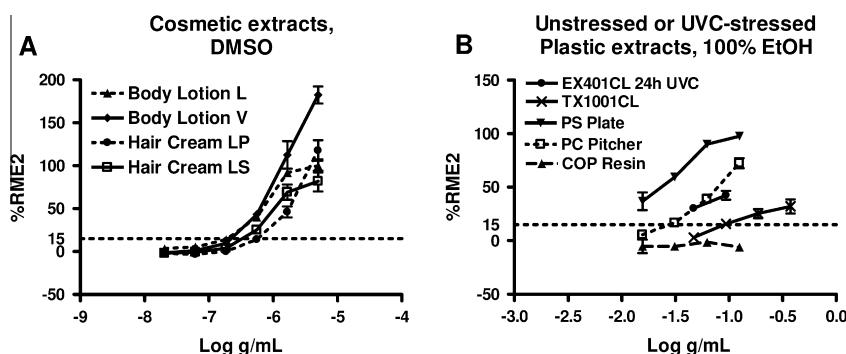 A
Cosmetic extracts,
DMSO
200
150
100
50
15
0
-50
%RME2
Body Lotion L
Body Lotion V
Hair Cream LP
Hair Cream LS
-9 -8 -7 -6 -5 -4
Log g/mL
B
Unstressed or UVC-stressed
Plastic extracts, 100% EtOH
150
100
50
15
0
-50
%RME2
EX401CL 24h UVC
TX1001CL
PS Plate
PC Pitcher
COP Resin
-3.0 -2.5 -2.0 -1.5 -1.0 -0.5 0.0
Log g/mL